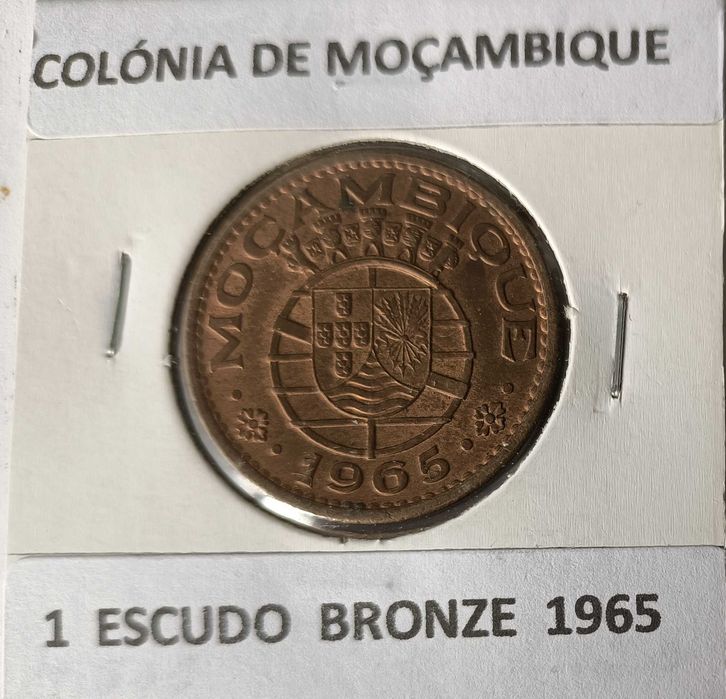 COLÓNIA DE MOÇAMBIQUE
· MOÇAMBIQUE ·
· 1965 ·
1 ESCUDO BRONZE 1965